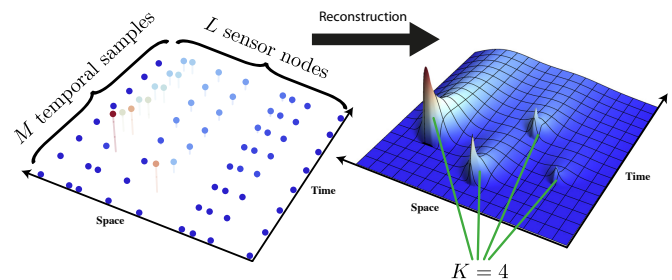 M temporal samples
L sensor nodes
Reconstruction
Space
Time
Space
Time
K = 4